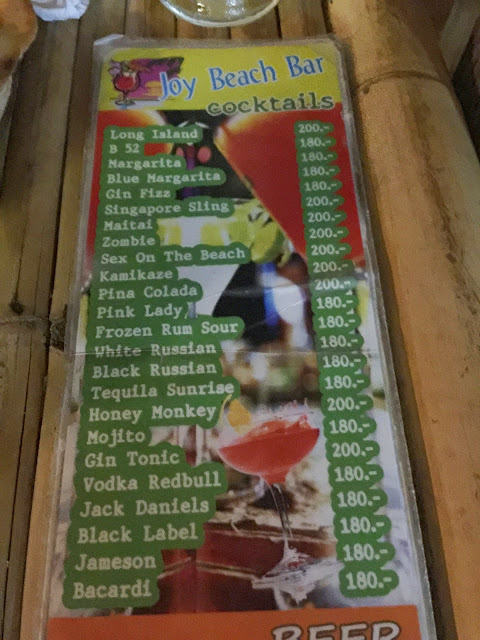 Joy Beach Bar
cocktails
Long Island 200.-
B 52 180.-
Margarita 180.-
Blue Margarita 180.-
Gin Fizz 180.-
Singapore Sling 200.-
Maitai 200.-
Zombie 200.-
Sex On The Beach 200.-
Kamikaze 200.-
Pina Colada 200.-
Pink Lady 180.-
Frozen Rum Sour 180.-
White Russian 180.-
Black Russian 180.-
Tequila Sunrise 180.-
Honey Monkey 200.-
Mojito 180.-
Gin Tonic 200.-
Vodka Redbull 180.-
Jack Daniels 180.-
Black Label 180.-
Jameson 180.-
Bacardi 180.-
BEER